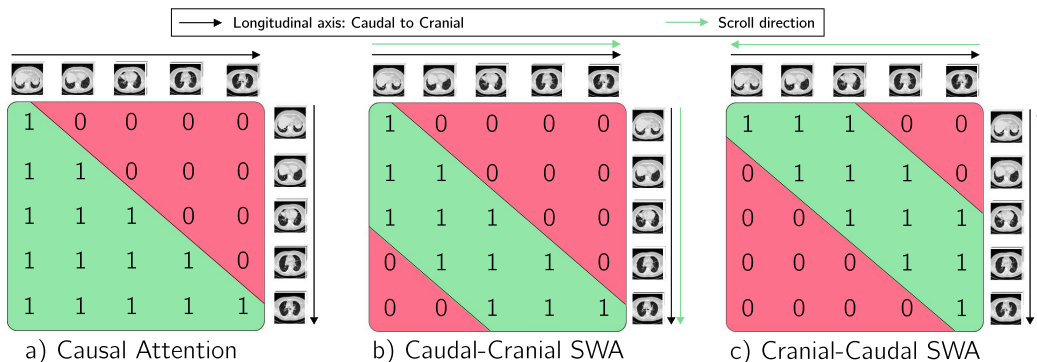 Longitudinal axis: Caudal to Cranial Scroll direction
1 0 0 0 0
1 1 0 0 0
1 1 1 0 0
1 1 1 1 0
1 1 1 1 1
a) Causal Attention
1 0 0 0 0
1 1 0 0 0
1 1 1 0 0
0 1 1 1 0
0 0 1 1 1
b) Caudal-Cranial SWA
1 1 1 0 0
0 1 1 1 0
0 0 1 1 1
0 0 0 1 1
0 0 0 0 1
c) Cranial-Caudal SWA